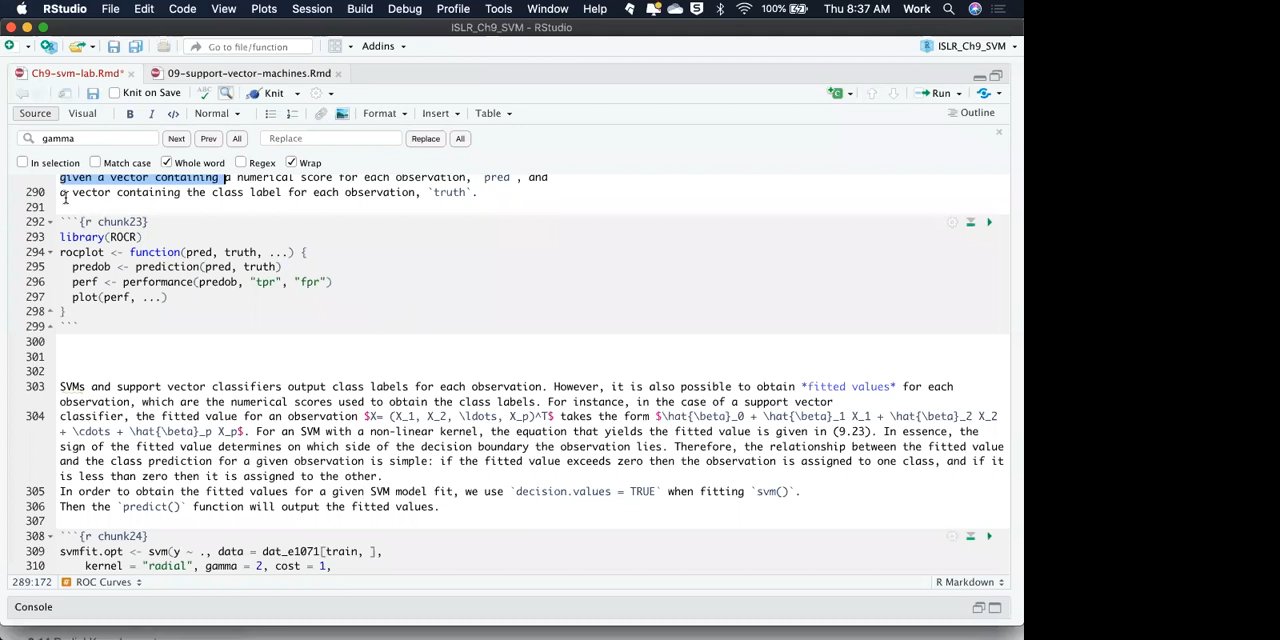 RStudio File Edit Code View Plots Session Build Debug Profile Tools Window Help 100% Thu 8:37 AM Work
ISLR_Ch9_SVM - RStudio
Go to file/function Addins ISLR_Ch9_SVM
Ch9-svm-lab.Rmd* 09-support-vector-machines.Rmd
Knit on Save ABC Knit Run
Source Visual B I </> Normal Format Insert Table Outline
gamma Next Prev All Replace Replace All
In selection Match case Whole word Regex Wrap
given a vector containing a numerical score for each observation, `pred`, and
290 a vector containing the class label for each observation, `truth`.
291
292 ```{r chunk23}
293 library(ROCR)
294 rocplot <- function(pred, truth, ...) {
295 predob <- prediction(pred, truth)
296 perf <- performance(predob, "tpr", "fpr")
297 plot(perf, ...)
298 }
299 ```
300
301
302
303 SVMs and support vector classifiers output class labels for each observation. However, it is also possible to obtain *fitted values* for each
observation, which are the numerical scores used to obtain the class labels. For instance, in the case of a support vector
304 classifier, the fitted value for an observation $X= (X_1, X_2, \ldots, X_p)^T$ takes the form $\hat{\beta}_0 + \hat{\beta}_1 X_1 + \hat{\beta}_2 X_2
+ \cdots + \hat{\beta}_p X_p$. For an SVM with a non-linear kernel, the equation that yields the fitted value is given in (9.23). In essence, the
sign of the fitted value determines on which side of the decision boundary the observation lies. Therefore, the relationship between the fitted value
and the class prediction for a given observation is simple: if the fitted value exceeds zero then the observation is assigned to one class, and if it
is less than zero then it is assigned to the other.
305 In order to obtain the fitted values for a given SVM model fit, we use `decision.values = TRUE` when fitting `svm()`.
306 Then the `predict()` function will output the fitted values.
307
308 ```{r chunk24}
309 svmfit.opt <- svm(y ~ ., data = dat_e1071[train, ],
310 kernel = "radial", gamma = 2, cost = 1,
289:172 ROC Curves R Markdown
Console